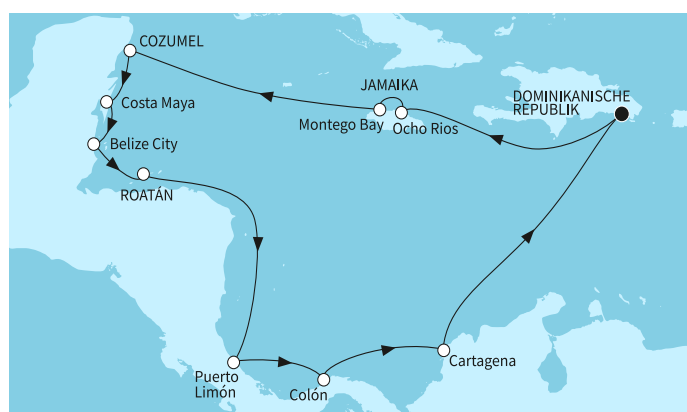 COZUMEL
Costa Maya
Belize City
ROATÁN
JAMAIKA
Montego Bay
Ocho Rios
DOMINIKANISCHE
REPUBLIK
Puerto
Limón
Colón
Cartagena